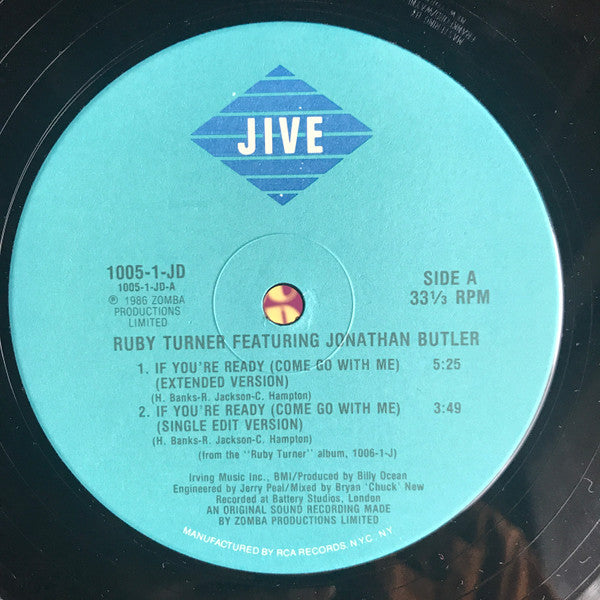 JIVE
1005-1-JD
1005-1-JD-A
℗ 1986 ZOMBA
PRODUCTIONS
LIMITED
SIDE A
33⅓ RPM
RUBY TURNER FEATURING JONATHAN BUTLER
1. IF YOU'RE READY (COME GO WITH ME) 5:25
(EXTENDED VERSION)
(H. Banks-R. Jackson-C. Hampton)
2. IF YOU'RE READY (COME GO WITH ME) 3:49
(SINGLE EDIT VERSION)
(H. Banks-R. Jackson-C. Hampton)
(from the ''Ruby Turner'' album, 1006-1-J)
Irving Music Inc., BMI/Produced by Billy Ocean
Engineered by Jerry Peal/Mixed by Bryan ''Chuck'' New
Recorded at Battery Studios, London
AN ORIGINAL SOUND RECORDING MADE
BY ZOMBA PRODUCTIONS LIMITED
MANUFACTURED BY RCA RECORDS, N.Y.C., N.Y.